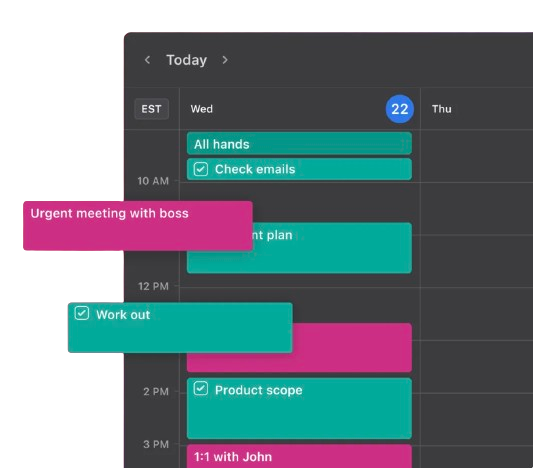 Today
EST
Wed
22
Thu
All hands
Check emails
10 AM
Urgent meeting with boss
nt plan
12 PM
Work out
2 PM
Product scope
3 PM
1:1 with John